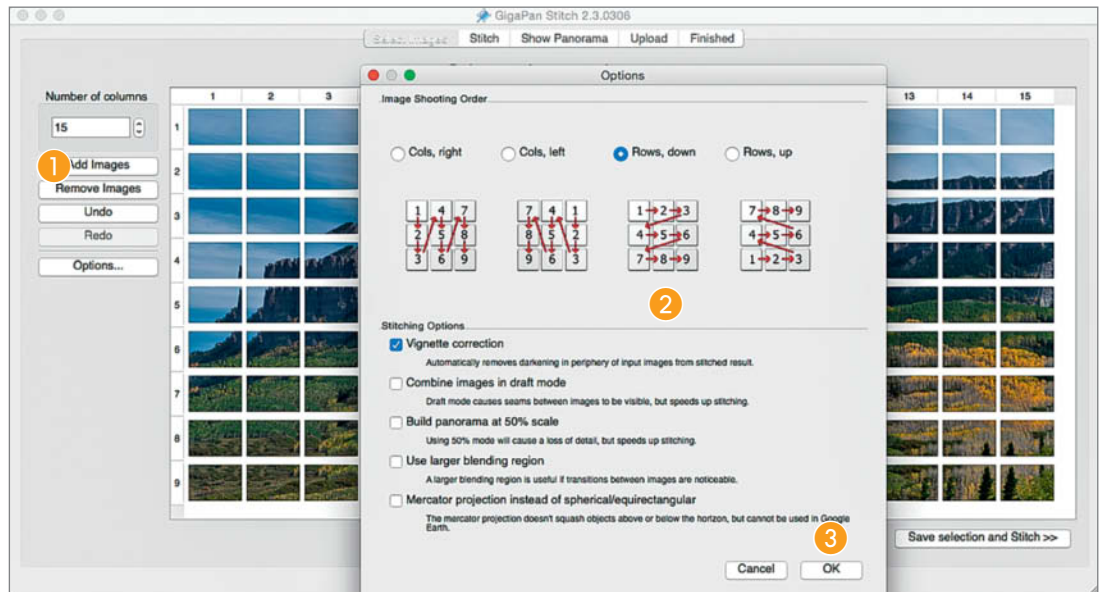 GigaPan Stitch 2.3.0306
Stitch Show Panorama Upload Finished
Options
Number of columns
1 2 3 13 14 15
Image Shooting Order
15
1
1
Add Images
Cols, right Cols, left Rows, down Rows, up
2
Remove Images
Undo
3
1 4 7 7 4 1 1 2 3 7 8 9
Redo
2 5 8 8 5 2 4 5 6 4 5 6
Options...
4
3 6 9 9 6 3 7 8 9 1 2 3
5
2
Stitching Options
6
Vignette correction
Automatically removes darkening in periphery of input images from stitched result.
Combine images in draft mode
7
Draft mode causes seams between images to be visible, but speeds up stitching.
Build panorama at 50% scale
8
Using 50% mode will cause a loss of detail, but speeds up stitching.
Use larger blending region
9
A larger blending region is useful if transitions between images are noticeable.
Mercator projection instead of spherical/equirectangular
The mercator projection doesn't squash objects above or below the horizon, but cannot be used in Google
Earth.
3
Save selection and Stitch >>
Cancel OK